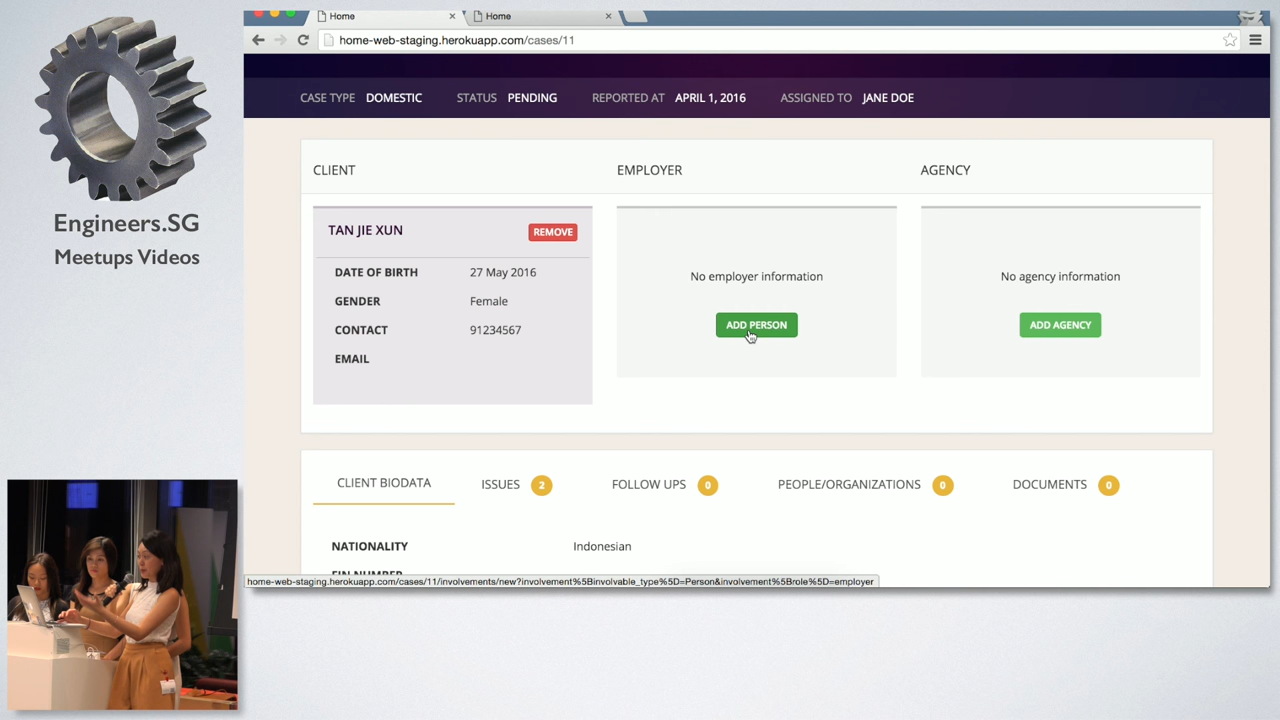 Engineers.SG
Meetups Videos
Home
Home
home-web-staging.herokuapp.com/cases/11
CASE TYPE DOMESTIC STATUS PENDING REPORTED AT APRIL 1, 2016 ASSIGNED TO JANE DOE
CLIENT EMPLOYER AGENCY
TAN JIE XUN REMOVE
DATE OF BIRTH 27 May 2016
GENDER Female
CONTACT 91234567
EMAIL
No employer information
ADD PERSON
No agency information
ADD AGENCY
CLIENT BIODATA ISSUES 2 FOLLOW UPS 0 PEOPLE/ORGANIZATIONS 0 DOCUMENTS 0
NATIONALITY Indonesian
FIN NUMBER
home-web-staging.herokuapp.com/cases/11/involvements/new?involvement%5Binvolvable_type%5D=Person&involvement%5Brole%5D=employer